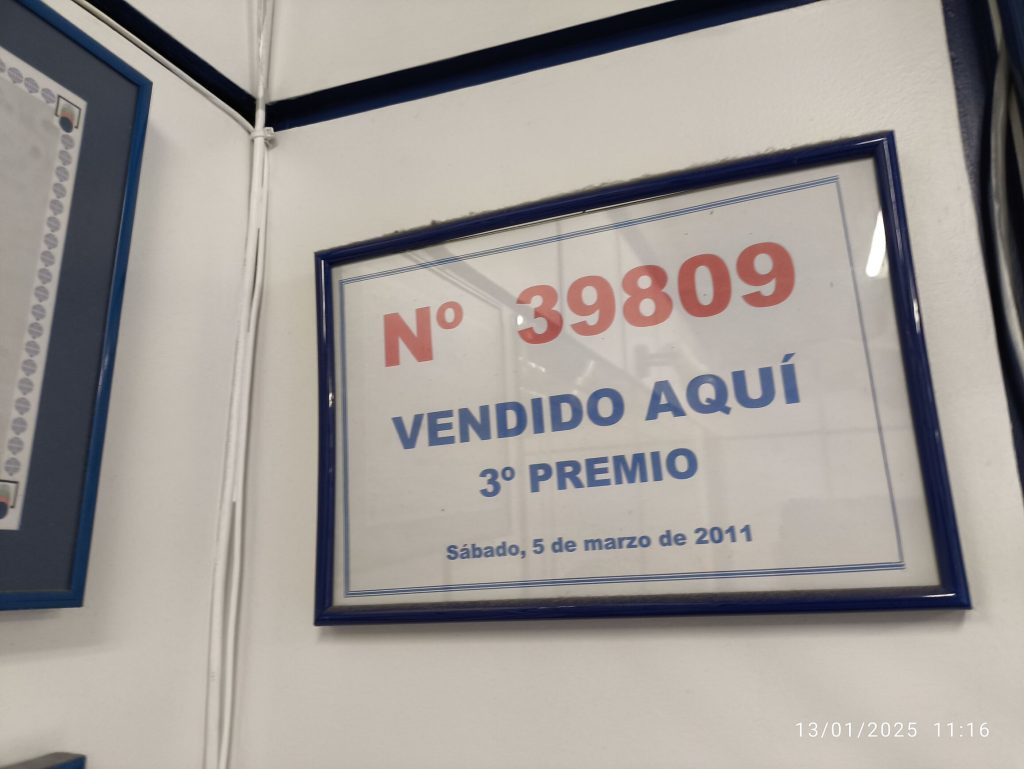 Nº 39809
VENDIDO AQUÍ
3º PREMIO
Sábado, 5 de marzo de 2011
13/01/2025 11:16